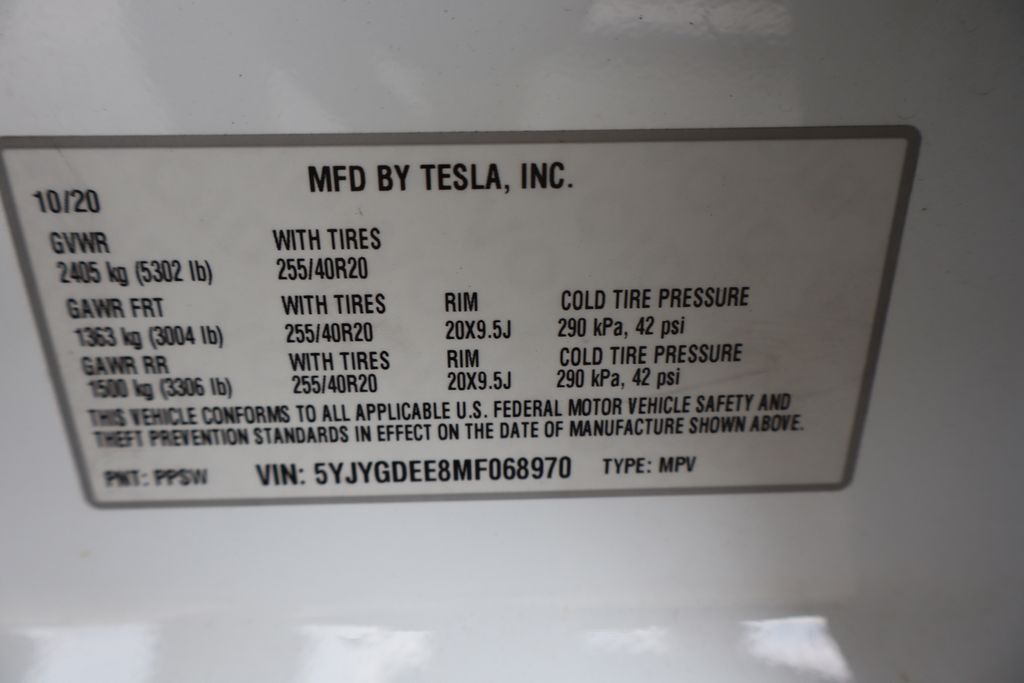 MFD BY TESLA, INC.
10/20
GVWR WITH TIRES
2405 kg (5302 lb) 255/40R20
GAWR FRT WITH TIRES RIM COLD TIRE PRESSURE
1363 kg (3004 lb) 255/40R20 20X9.5J 290 kPa, 42 psi
GAWR RR WITH TIRES RIM COLD TIRE PRESSURE
1500 kg (3306 lb) 255/40R20 20X9.5J 290 kPa, 42 psi
THIS VEHICLE CONFORMS TO ALL APPLICABLE U.S. FEDERAL MOTOR VEHICLE SAFETY AND
THEFT PREVENTION STANDARDS IN EFFECT ON THE DATE OF MANUFACTURE SHOWN ABOVE.
PNT: PPSW VIN: 5YJYGDEE8MF068970 TYPE: MPV